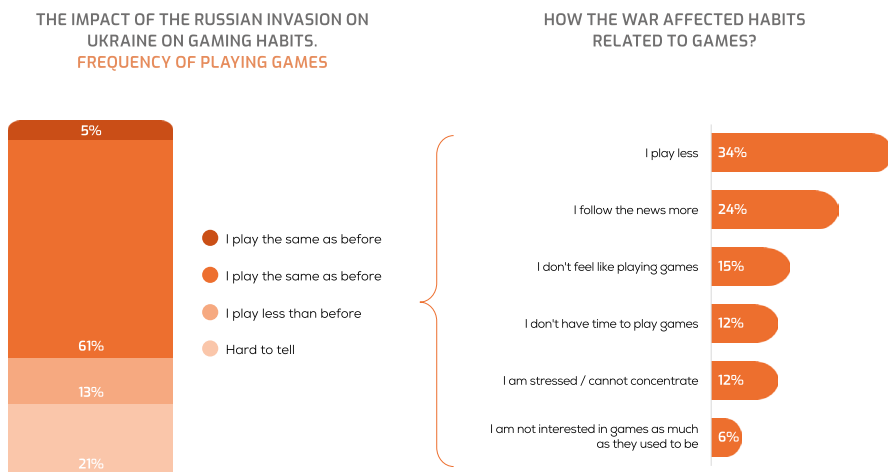 THE IMPACT OF THE RUSSIAN INVASION ON
UKRAINE ON GAMING HABITS.
FREQUENCY OF PLAYING GAMES
5%
61%
13%
21%
I play the same as before
I play the same as before
I play less than before
Hard to tell
HOW THE WAR AFFECTED HABITS
RELATED TO GAMES?
I play less
34%
I follow the news more
24%
I don't feel like playing games
15%
I don't have time to play games
12%
I am stressed / cannot concentrate
12%
I am not interested in games as much
as they used to be
6%